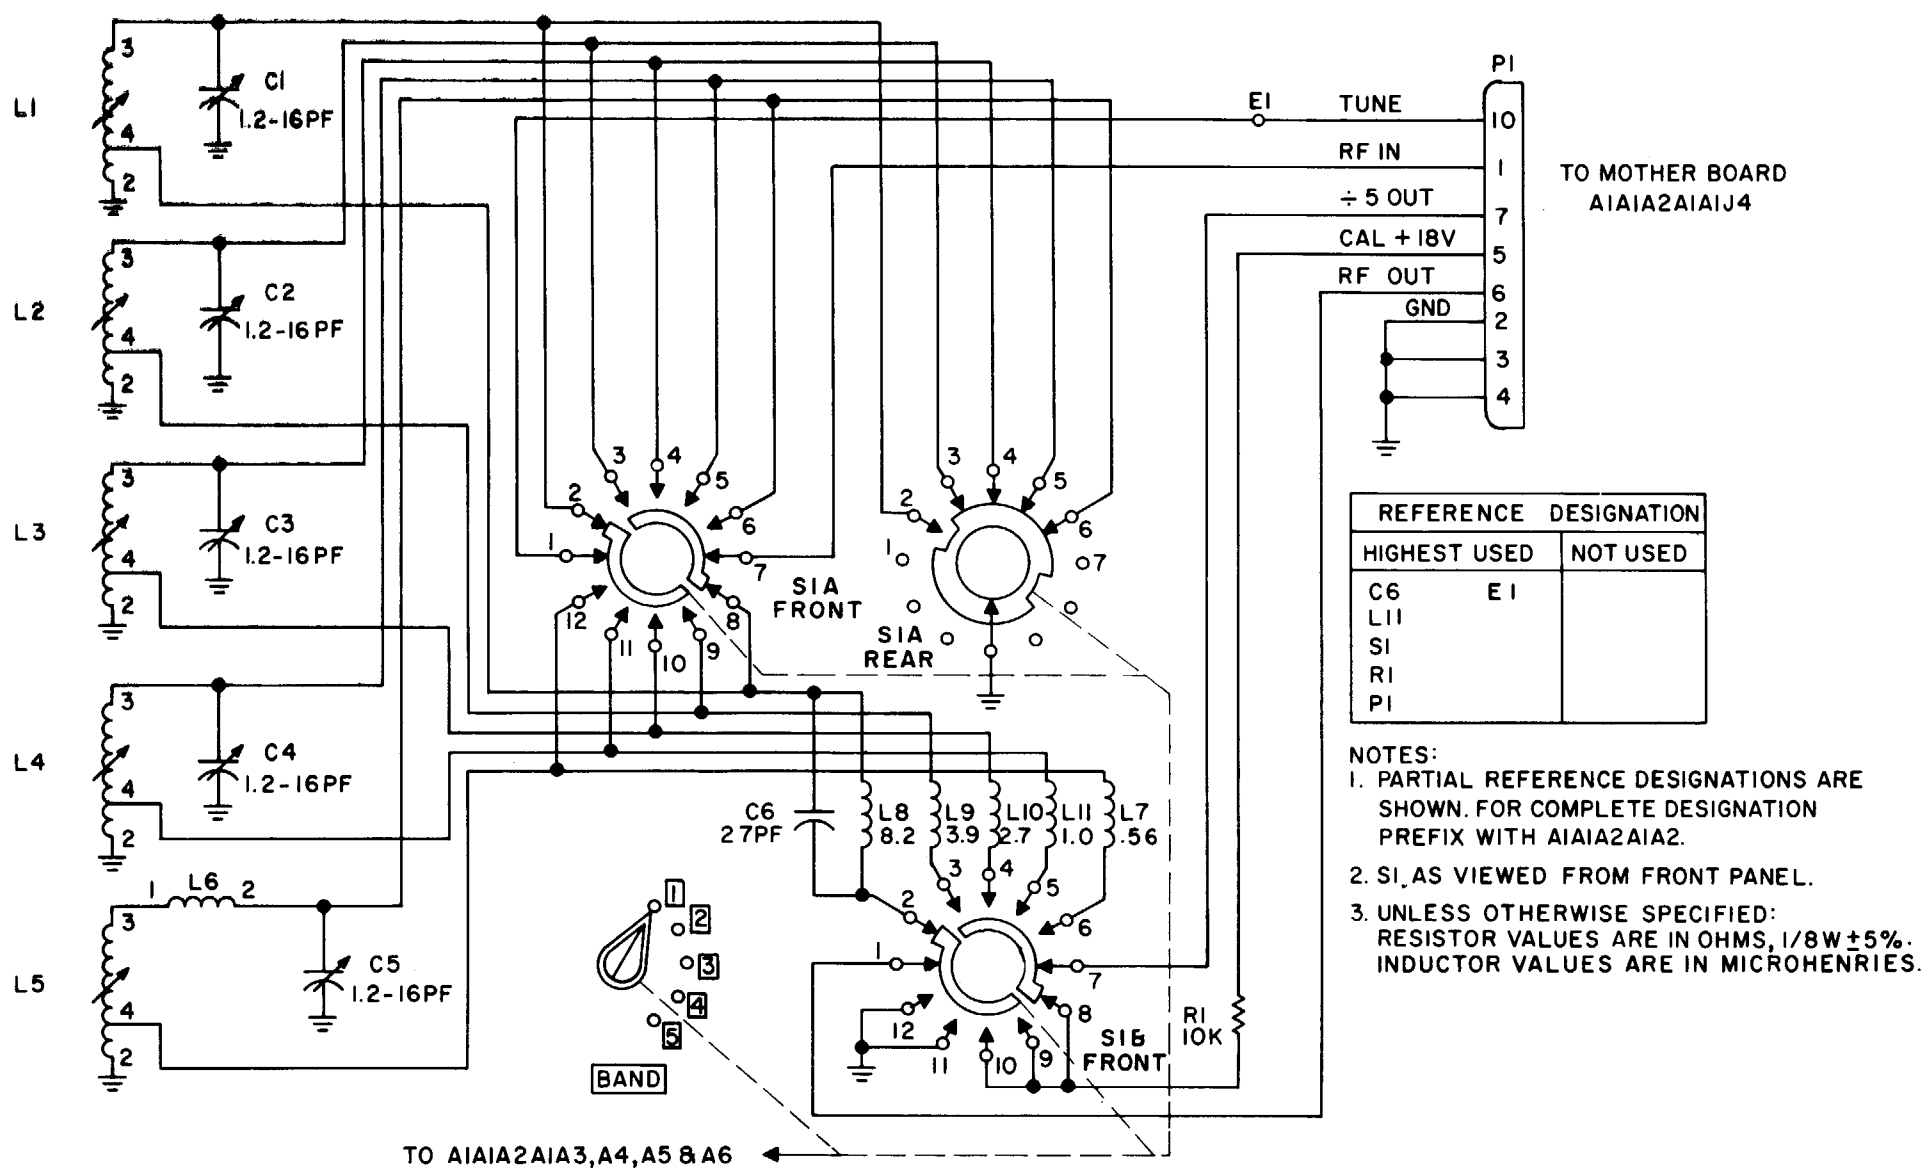 L1
3
4
2
C1
1.2-16PF
L2
3
4
2
C2
1.2-16PF
L3
3
4
2
C3
1.2-16PF
L4
3
4
2
C4
1.2-16PF
L5
3
4
2
1 L6 2
C5
1.2-16PF
1
2
3
4
5
6
7
8
9
10
11
12
S1A
FRONT
1
2
3
4
5
6
7
S1A
REAR
E1
TUNE
RF IN
÷5 OUT
CAL +18V
RF OUT
GND
P1
10
1
7
5
6
2
3
4
TO MOTHER BOARD
A1A1A2A1A1J4
C6
27PF
L8
8.2
L9
3.9
L10
2.7
L11
1.0
L7
.56
1
2
3
4
5
6
7
8
9
10
11
12
S1B
FRONT
R1
10K
1
2
3
4
5
BAND
TO A1A1A2A1A3, A4, A5 & A6
REFERENCE DESIGNATION
HIGHEST USED NOT USED
C6 E1
L11
S1
R1
P1
NOTES:
1. PARTIAL REFERENCE DESIGNATIONS ARE
SHOWN. FOR COMPLETE DESIGNATION
PREFIX WITH A1A1A2A1A2.
2. S1, AS VIEWED FROM FRONT PANEL.
3. UNLESS OTHERWISE SPECIFIED:
RESISTOR VALUES ARE IN OHMS, 1/8W ±5%.
INDUCTOR VALUES ARE IN MICROHENRIES.